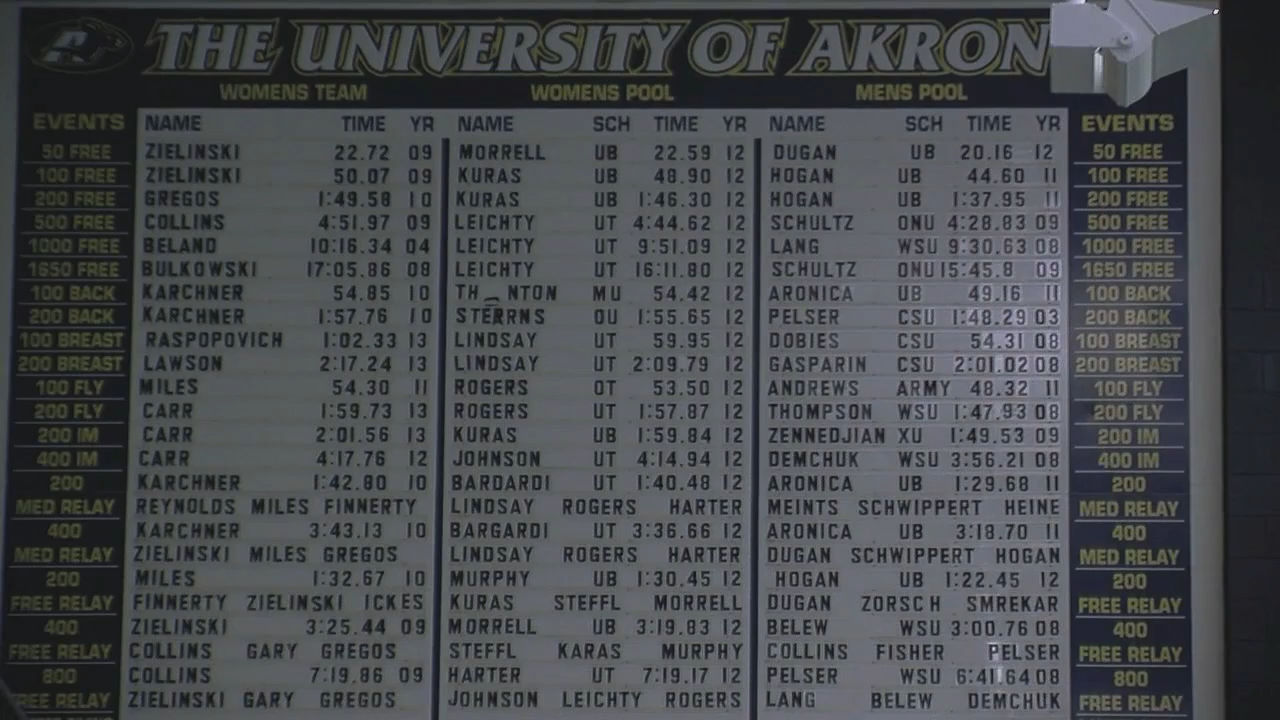 THE UNIVERSITY OF AKRON
WOMENS TEAM WOMENS POOL MENS POOL
EVENTS NAME TIME YR NAME SCH TIME YR NAME SCH TIME YR EVENTS
50 FREE ZIELINSKI 22.72 09 MORRELL UB 22.59 12 DUGAN UB 20.16 12 50 FREE
100 FREE ZIELINSKI 50.07 09 KURAS UB 48.90 12 HOGAN UB 44.60 11 100 FREE
200 FREE GREGOS 1:49.58 10 KURAS UB 1:46.30 12 HOGAN UB 1:37.95 11 200 FREE
500 FREE COLLINS 4:51.97 09 LEICHTY UT 4:44.62 12 SCHULTZ ONU 4:28.83 09 500 FREE
1000 FREE BELAND 10:16.34 04 LEICHTY UT 9:51.09 12 LANG WSU 9:30.63 08 1000 FREE
1650 FREE BULKOWSKI 17:05.86 08 LEICHTY UT 16:11.80 12 SCHULTZ ONU 15:45.8 09 1650 FREE
100 BACK KARCHNER 54.85 10 TH NTON MU 54.42 12 ARONICA UB 49.16 11 100 BACK
200 BACK KARCHNER 1:57.76 10 STERRNS OU 1:55.65 12 PELSER CSU 1:48.29 03 200 BACK
100 BREAST RASPOPOVICH 1:02.33 13 LINDSAY UT 59.95 12 DOBIES CSU 54.31 08 100 BREAST
200 BREAST LAWSON 2:17.24 13 LINDSAY UT 2:09.79 12 GASPARIN CSU 2:01.02 08 200 BREAST
100 FLY MILES 54.30 11 ROGERS OT 53.50 12 ANDREWS ARMY 48.32 11 100 FLY
200 FLY CARR 1:59.73 13 ROGERS UT 1:57.87 12 THOMPSON WSU 1:47.93 08 200 FLY
200 IM CARR 2:01.56 13 KURAS UB 1:59.84 12 ZENNEDJIAN XU 1:49.53 09 200 IM
400 IM CARR 4:17.76 12 JOHNSON UT 4:14.94 12 DEMCHUK WSU 3:56.21 08 400 IM
200 KARCHNER 1:42.80 10 BARDARDI UT 1:40.48 12 ARONICA UB 1:29.68 11 200
MED RELAY REYNOLDS MILES FINNERTY LINDSAY ROGERS HARTER MEINTS SCHWIPPERT HEINE MED RELAY
400 KARCHNER 3:43.13 10 BARGARDI UT 3:36.66 12 ARONICA UB 3:18.70 11 400
MED RELAY ZIELINSKI MILES GREGOS LINDSAY ROGERS HARTER DUGAN SCHWIPPERT HOGAN MED RELAY
200 MILES 1:32.67 10 MURPHY UB 1:30.45 12 HOGAN UB 1:22.45 12 200
FREE RELAY FINNERTY ZIELINSKI ICKES KURAS STEFFL MORRELL DUGAN ZORSCH SMREKAR FREE RELAY
400 ZIELINSKI 3:25.44 09 MORRELL UB 3:19.83 12 BELEW WSU 3:00.76 08 400
FREE RELAY COLLINS GARY GREGOS STEFFL KARAS MURPHY COLLINS FISHER PELSER FREE RELAY
800 COLLINS 7:19.86 09 HARTER UT 7:19.17 12 PELSER WSU 6:41.64 08 800
FREE RELAY ZIELINSKI GARY GREGOS JOHNSON LEICHTY ROGERS LANG BELEW DEMCHUK FREE RELAY